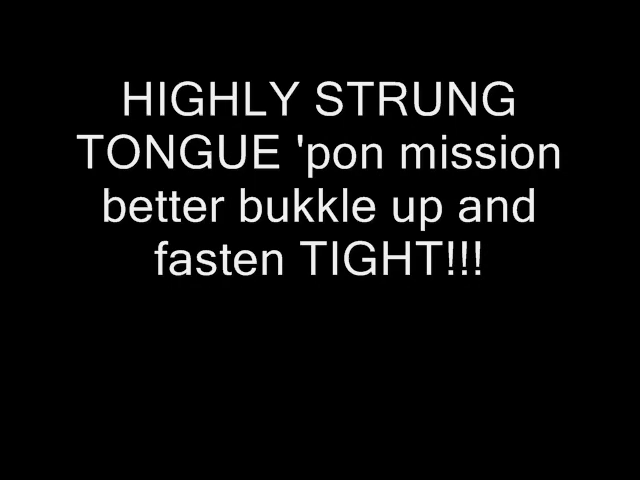 HIGHLY STRUNG
TONGUE 'pon mission
better bukkle up and
fasten TIGHT!!!